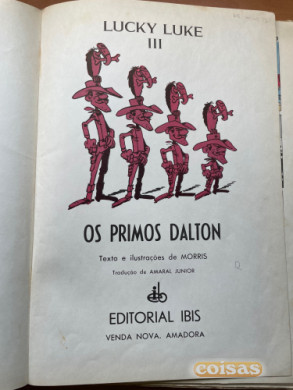 LUCKY LUKE
III
OS PRIMOS DALTON
Texto e ilustrações de MORRIS
Tradução de AMARAL JUNIOR
EDITORIAL IBIS
VENDA NOVA. AMADORA
coisas